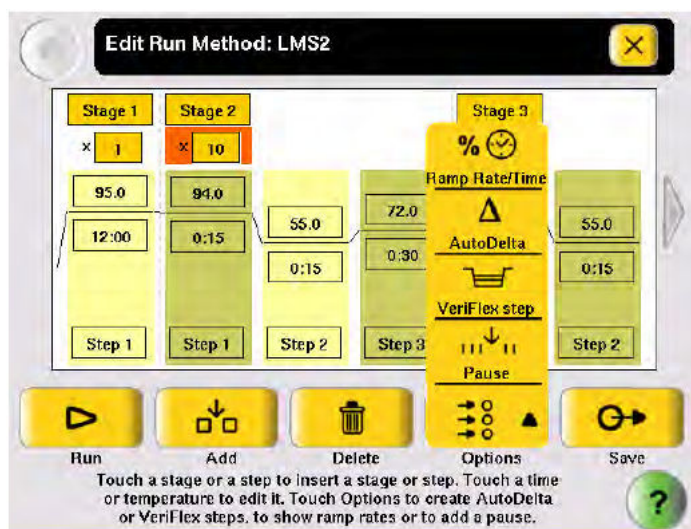 Edit Run Method: LMS2
Stage 1
Stage 2
Stage 3
× 1
× 10
%
Ramp Rate/Time
Δ
AutoDelta
VeriFlex step
Pause
95.0
94.0
55.0
72.0
55.0
12:00
0:15
0:15
0:30
0:15
Step 1
Step 1
Step 2
Step 3
Step 2
Run
Add
Delete
Options
Save
Touch a stage or a step to insert a stage or step. Touch a time
or temperature to edit it. Touch Options to create AutoDelta
or VeriFlex steps, to show ramp rates or to add a pause.
?